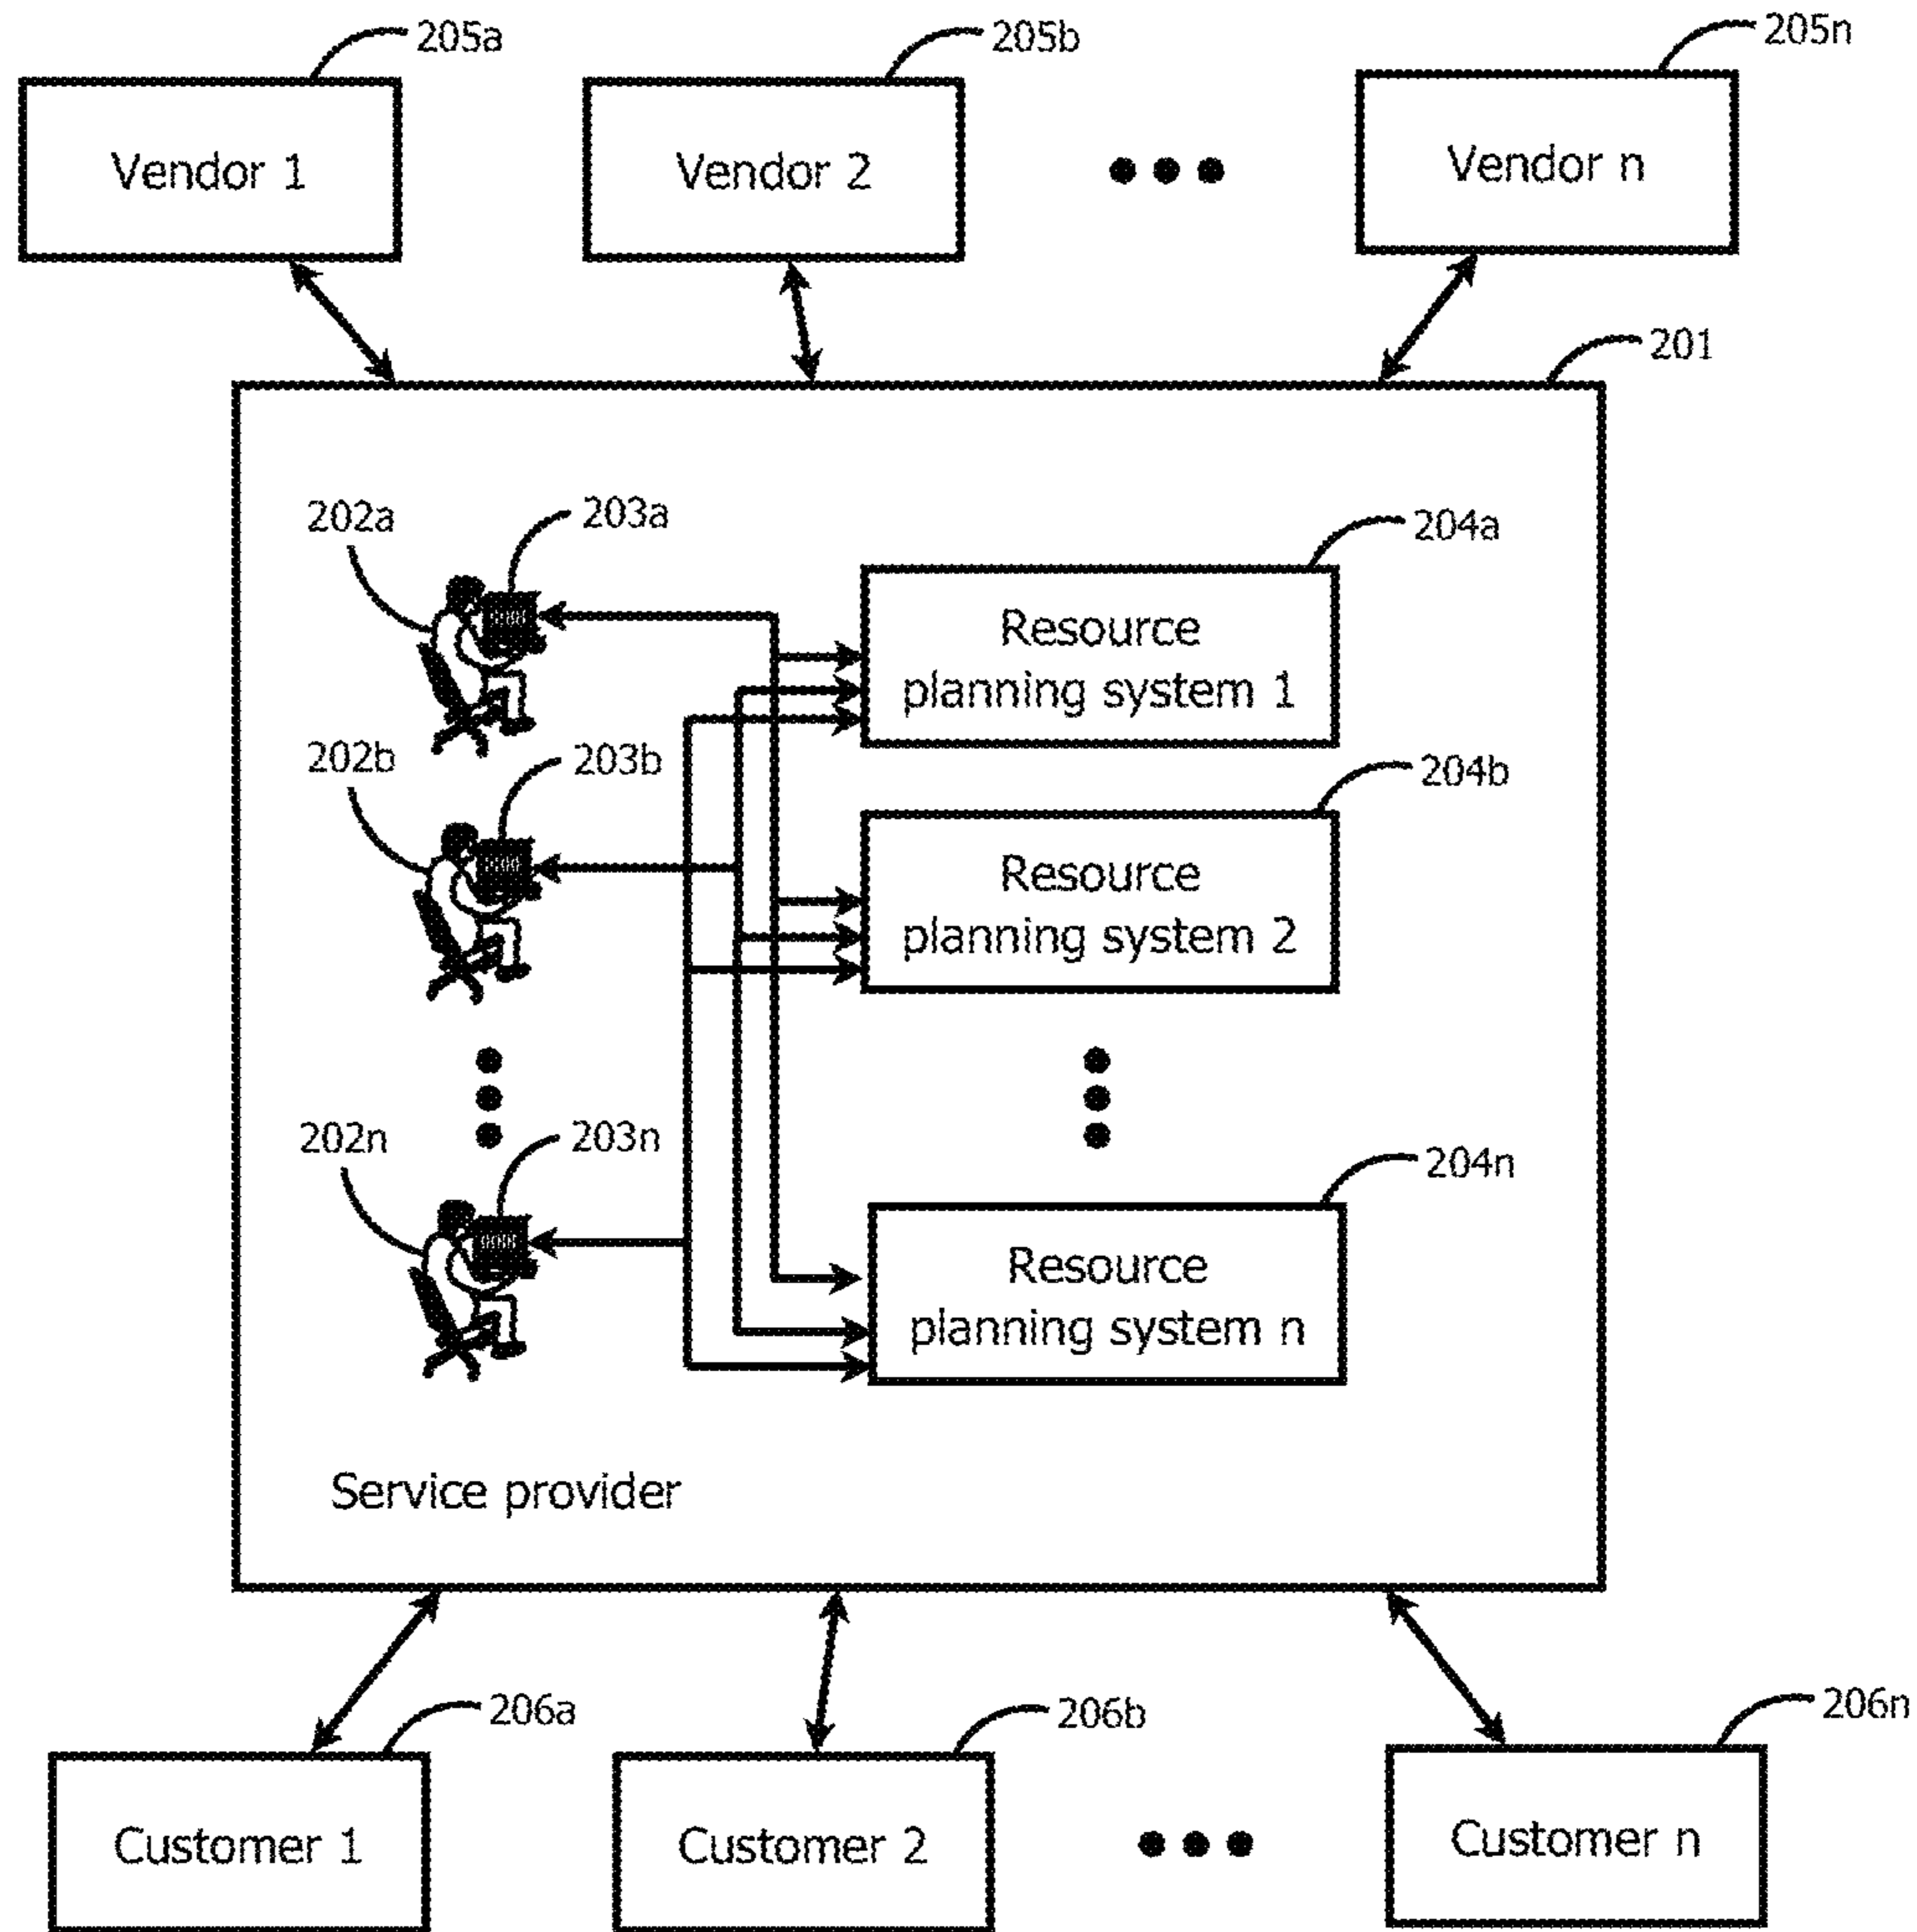 205a
205b
205n
Vendor 1
Vendor 2
Vendor n
201
202a
203a
204a
Resource
planning system 1
202b
203b
204b
Resource
planning system 2
202n
203n
204n
Resource
planning system n
Service provider
206a
206b
206n
Customer 1
Customer 2
Customer n